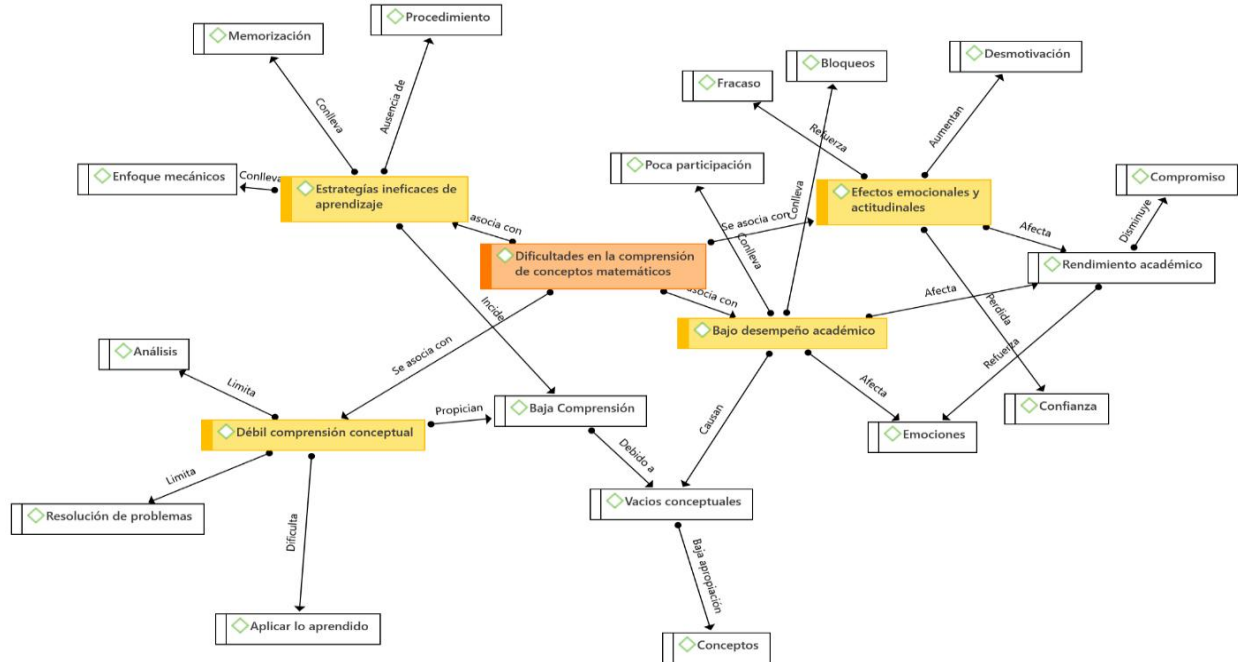 Procedimiento
Memorización
Bloqueos
Desmotivación
Fracaso
Conlleva
Ausencia de
Refuerza
Aumentan
Poca participación
Enfoque mecánicos
Conlleva
Estrategías ineficaces de
aprendizaje
Efectos emocionales y
actitudinales
Compromiso
Conlleva
Disminuye
asocia con
Se asocia con
Conlleva
Afecta
Dificultades en la comprensión
de conceptos matemáticos
Rendimiento académico
asocia con
Afecta
Incide
Perdida
Bajo desempeño académico
Refuerza
Análisis
Se asocia con
Limita
Afecta
Propician
Baja Comprensión
Confianza
Débil comprensión conceptual
Causan
Emociones
Debido a
Limita
Vacios conceptuales
Resolución de problemas
Dificulta
Baja apropiación
Aplicar lo aprendido
Conceptos